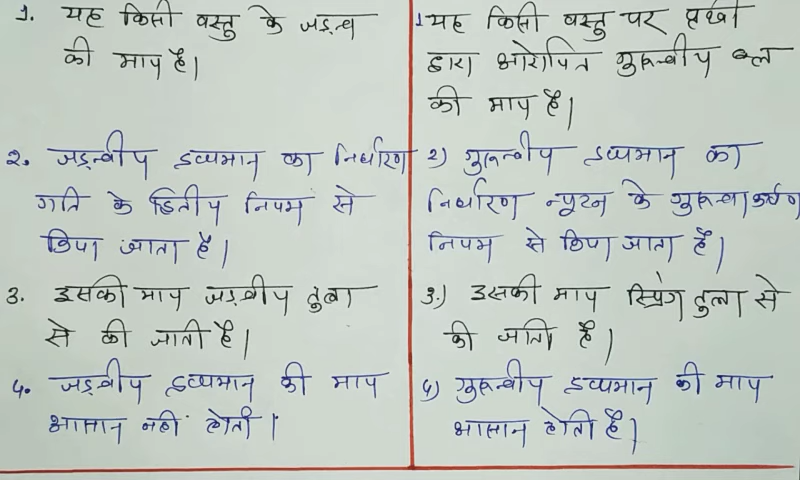 1. यह किसी वस्तु के जड़त्व
की माप है।
2. जड़त्वीय द्रव्यमान का निर्धारण
गति के द्वितीय नियम से
किया जाता है।
3. इसकी माप जड़त्वीय तुला
से की जाती है।
4. जड़त्वीय द्रव्यमान की माप
आसान नहीं होती।
1 यह किसी वस्तु पर पृथ्वी
द्वारा आरोपित गुरुत्वीय बल
की माप है।
2) गुरुत्वीय द्रव्यमान का
निर्धारण न्यूटन के गुरुत्वाकर्षण
नियम से किया जाता है।
3.) इसकी माप स्प्रिंग तुला से
की जाती है।
4) गुरुत्वीय द्रव्यमान की माप
आसान होती है।